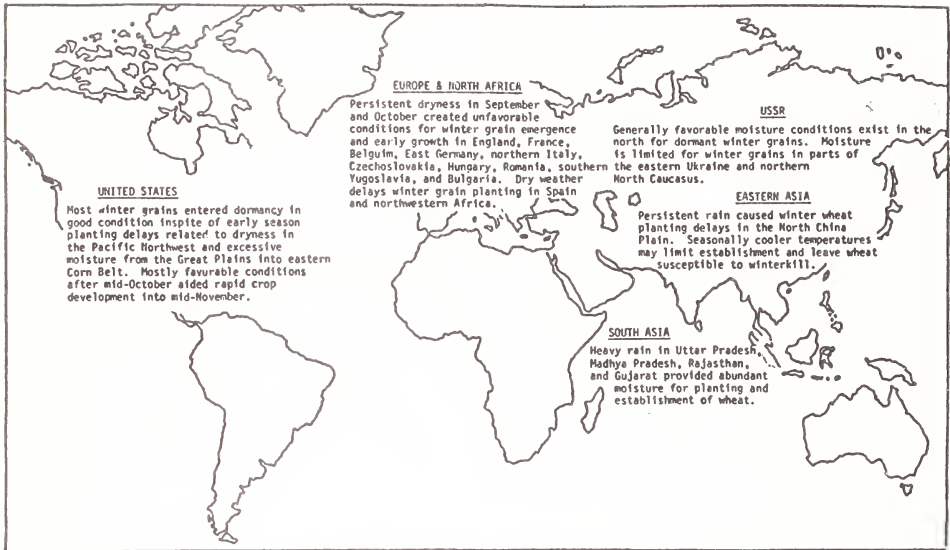 EUROPE & NORTH AFRICA
Persistent dryness in September
and October created unfavorable
conditions for winter grain emergence
and early growth in England, France,
Belguim, East Germany, northern Italy,
Czechoslovakia, Hungary, Romania, southern
Yugoslavia, and Bulgaria. Dry weather
delays winter grain planting in Spain
and northwestern Africa.
USSR
Generally favorable moisture conditions exist in the
north for dormant winter grains. Moisture
is limited for winter grains in parts of
the eastern Ukraine and northern
North Caucasus.
UNITED STATES
Most winter grains entered dormancy in
good condition inspite of early season
planting delays related to dryness in
the Pacific Northwest and excessive
moisture from the Great Plains into eastern
Corn Belt. Mostly favurable conditions
after mid-October aided rapid crop
development into mid-November.
EASTERN ASIA
Persistent rain caused winter wheat
planting delays in the North China
Plain. Seasonally cooler temperatures
may limit establishment and leave wheat
susceptible to winterkill.
SOUTH ASIA
Heavy rain in Uttar Pradesh,
Madhya Pradesh, Rajasthan,
and Gujarat provided abundant
moisture for planting and
establishment of wheat.